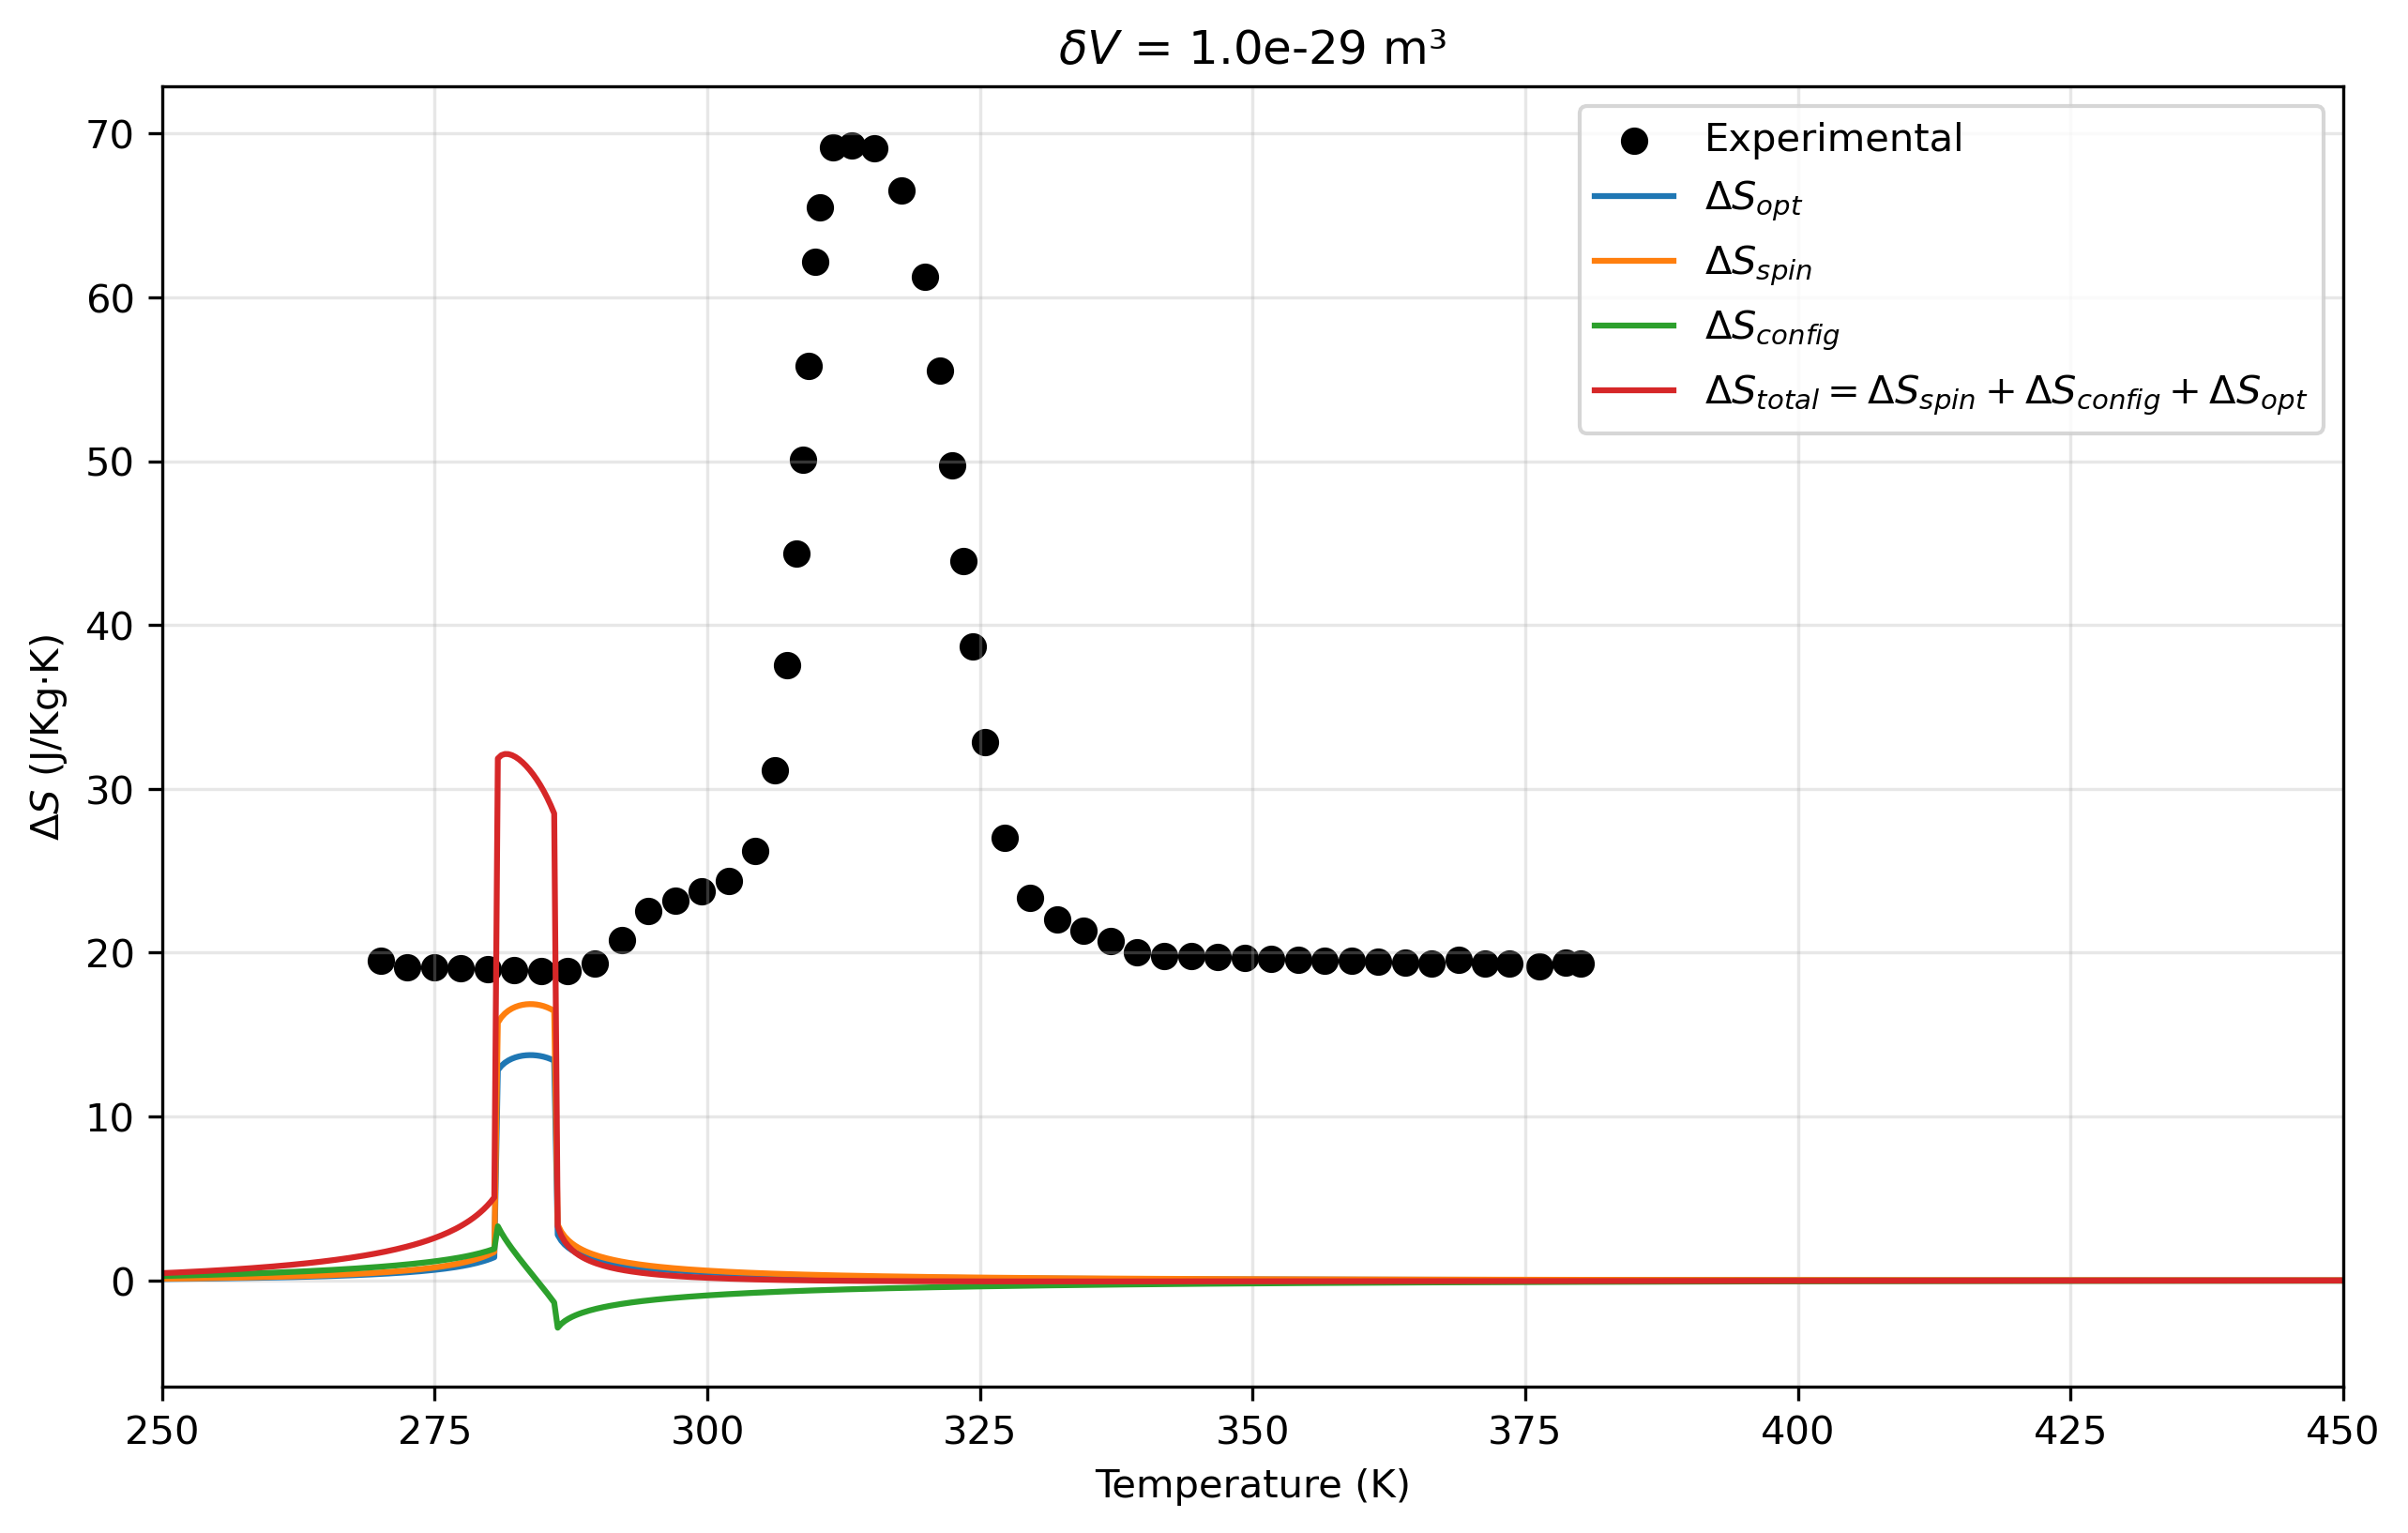 δV = 1.0e-29 m³
70
60
50
40
30
20
10
0
ΔS (J/Kg·K)
Experimental
ΔS_opt
ΔS_spin
ΔS_config
ΔS_total = ΔS_spin + ΔS_config + ΔS_opt
250 275 300 325 350 375 400 425 450
Temperature (K)